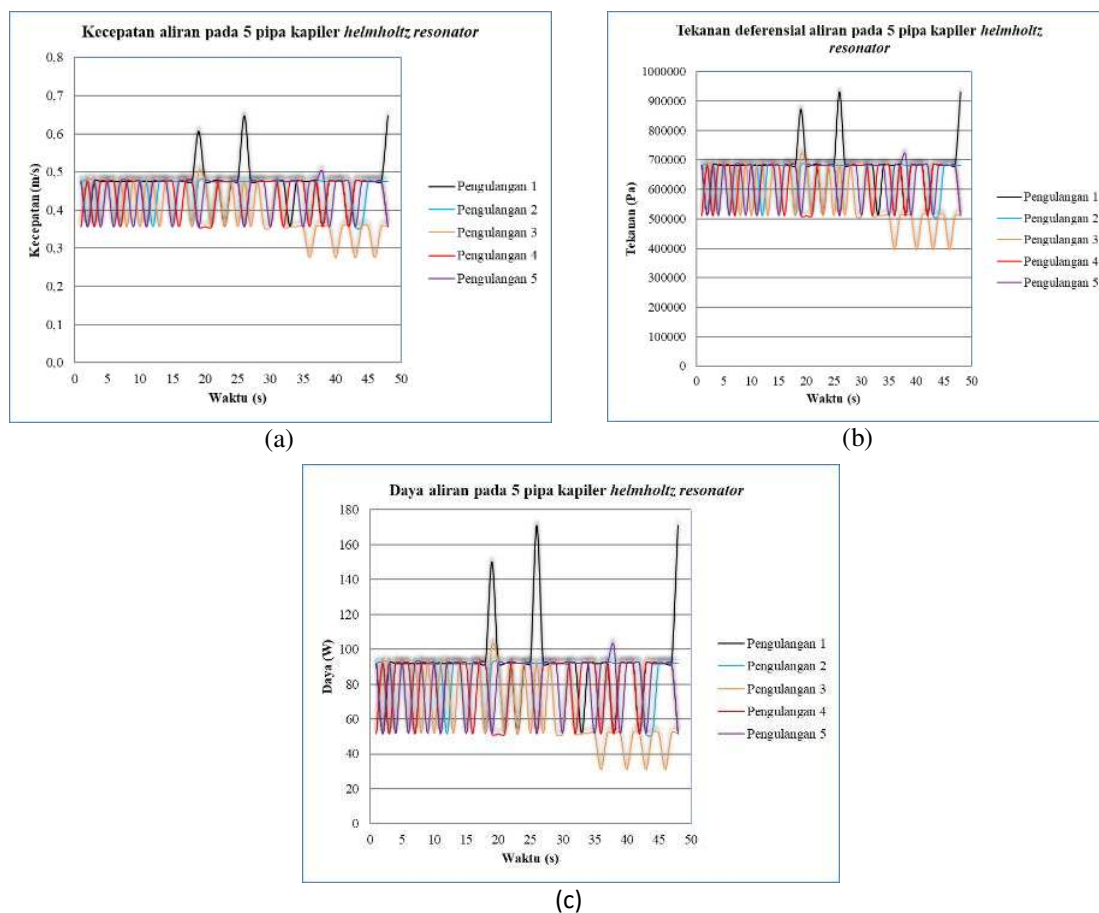 Kecepatan aliran pada 5 pipa kapiler helmholtz resonator
Kecepatan (m/s)
0.8
0.7
0.6
0.5
0.4
0.3
0.2
0.1
0.0
0 5 10 15 20 25 30 35 40 45 50
Waktu (s)
Pengulangan 1
Pengulangan 2
Pengulangan 3
Pengulangan 4
Pengulangan 5
(a)
Tekanan deferensial aliran pada 5 pipa kapiler helmholtz
resonator
Tekanan (Pa)
1000000
900000
800000
700000
600000
500000
400000
300000
200000
100000
0
0 5 10 15 20 25 30 35 40 45 50
Waktu (s)
Pengulangan 1
Pengulangan 2
Pengulangan 3
Pengulangan 4
Pengulangan 5
(b)
Daya aliran pada 5 pipa kapiler helmholtz resonator
Daya (W)
180
160
140
120
100
80
60
40
20
0
0 5 10 15 20 25 30 35 40 45 50
Waktu (s)
Pengulangan 1
Pengulangan 2
Pengulangan 3
Pengulangan 4
Pengulangan 5
(c)